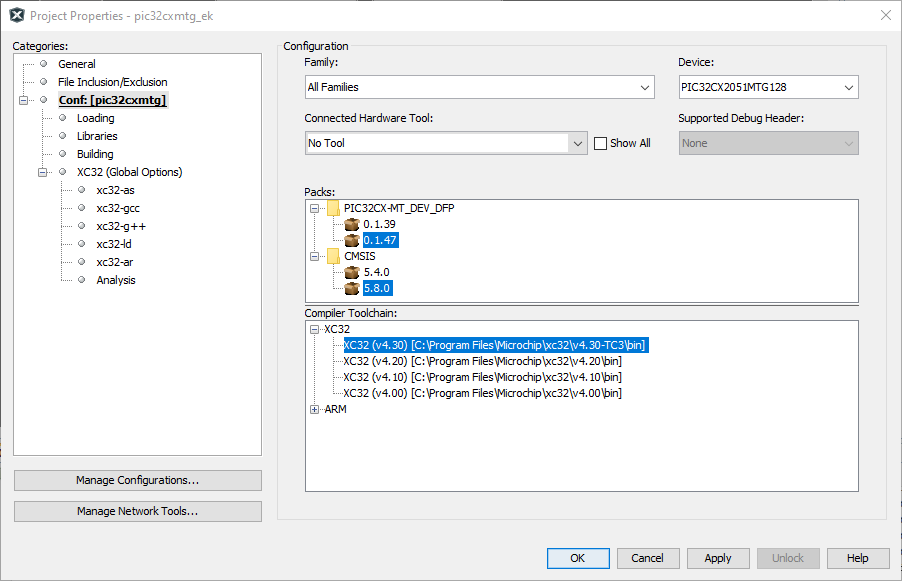 Project Properties - pic32cxmtg_ek
Categories:
General
File Inclusion/Exclusion
Conf: [pic32cxmtg]
Loading
Libraries
Building
XC32 (Global Options)
xc32-as
xc32-gcc
xc32-g++
xc32-ld
xc32-ar
Analysis
Manage Configurations...
Manage Network Tools...
Configuration
Family: Device:
All Families PIC32CX2051MTG128
Connected Hardware Tool: Supported Debug Header:
No Tool Show All None
Packs:
PIC32CX-MT_DEV_DFP
0.1.39
0.1.47
CMSIS
5.4.0
5.8.0
Compiler Toolchain:
XC32
XC32 (v4.30) [C:\Program Files\Microchip\xc32\v4.30-TC3\bin]
XC32 (v4.20) [C:\Program Files\Microchip\xc32\v4.20\bin]
XC32 (v4.10) [C:\Program Files\Microchip\xc32\v4.10\bin]
XC32 (v4.00) [C:\Program Files\Microchip\xc32\v4.00\bin]
ARM
OK Cancel Apply Unlock Help